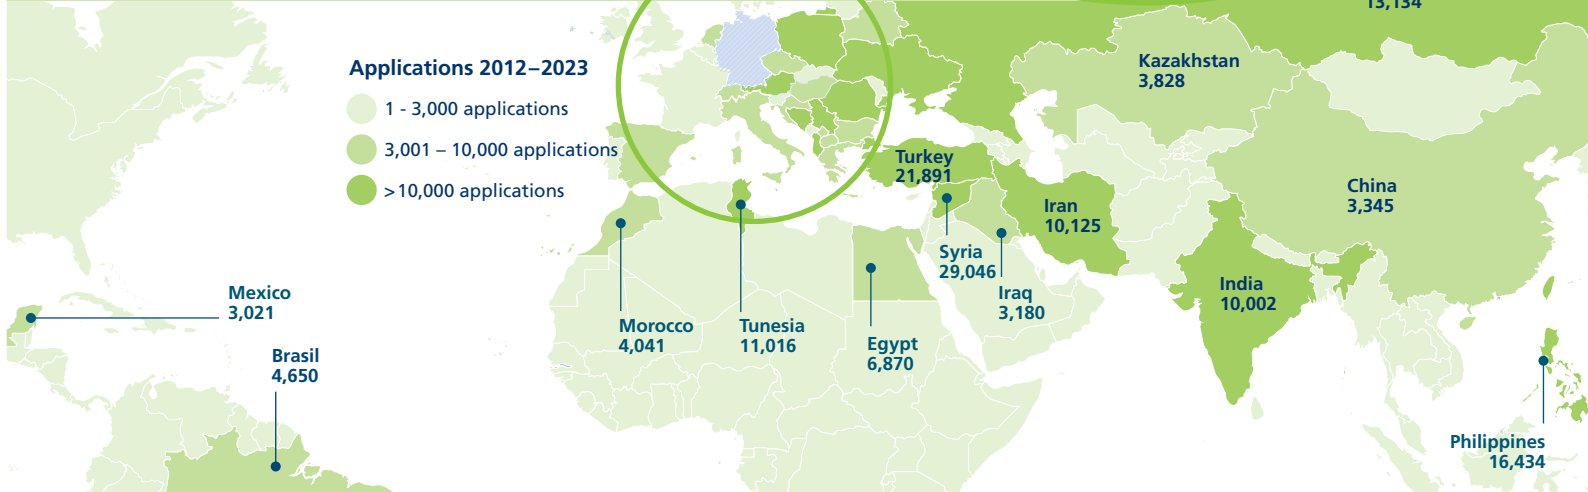 13,134
Applications 2012–2023
1 - 3,000 applications
3,001 – 10,000 applications
>10,000 applications
Kazakhstan
3,828
Turkey
21,891
China
3,345
Iran
10,125
Syria
29,046
India
10,002
Iraq
3,180
Mexico
3,021
Morocco
4,041
Tunesia
11,016
Egypt
6,870
Brasil
4,650
Philippines
16,434